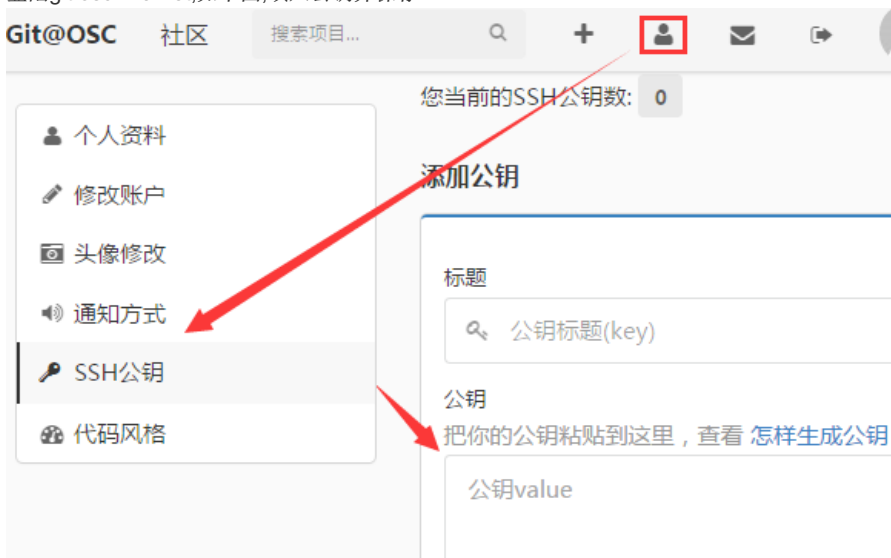 Git@OSC 社区 搜索项目...
您当前的SSH公钥数: 0
个人资料
修改账户
头像修改
通知方式
SSH公钥
代码风格
添加公钥
标题
公钥标题(key)
公钥
把你的公钥粘贴到这里，查看 怎样生成公钥
公钥value